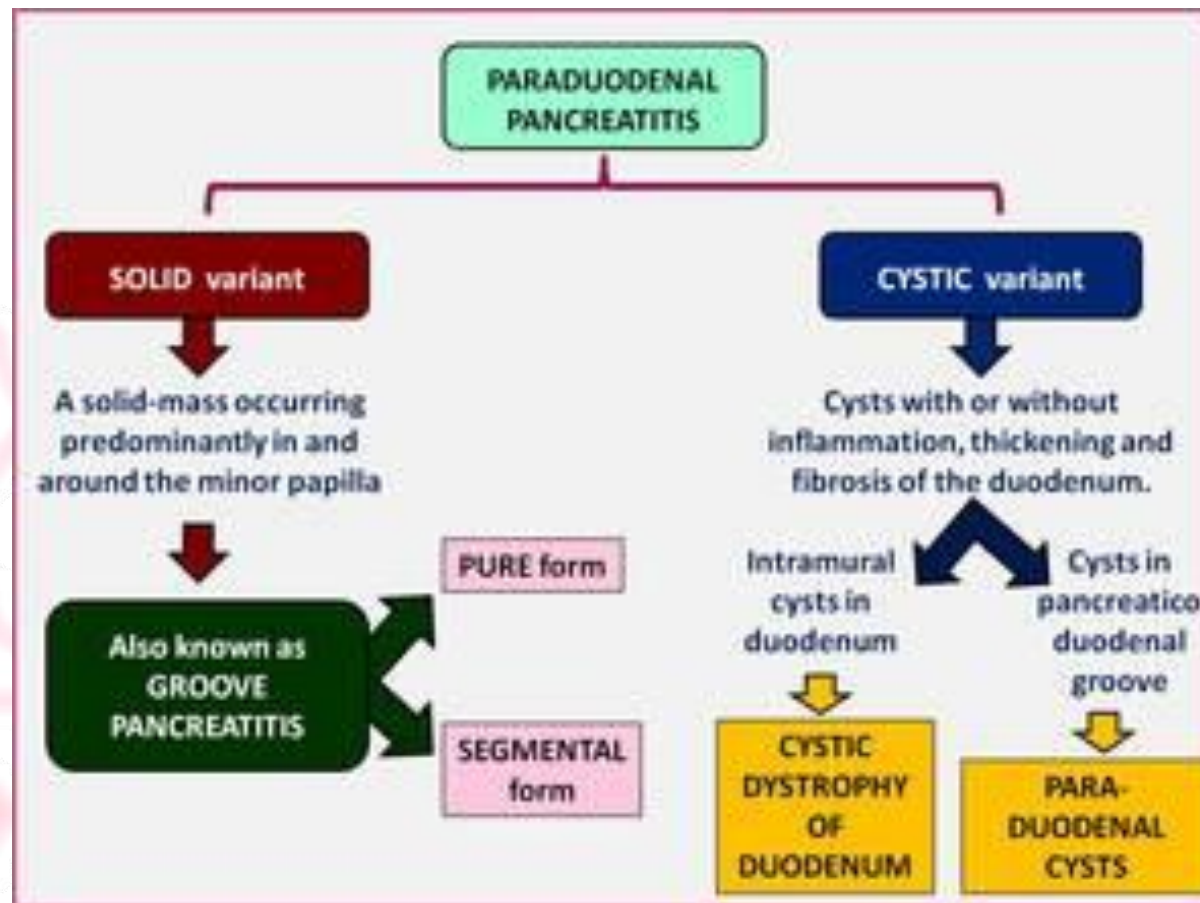 PARADUODENAL
PANCREATITIS
SOLID variant
A solid-mass occurring
predominantly in and
around the minor papilla
Also known as
GROOVE
PANCREATITIS
PURE form
SEGMENTAL
form
CYSTIC variant
Cysts with or without
inflammation, thickening and
fibrosis of the duodenum.
Intramural
cysts in
duodenum
CYSTIC
DYSTROPHY
OF
DUODENUM
Cysts in
pancreatico
duodenal
groove
PARA-
DUODENAL
CYSTS